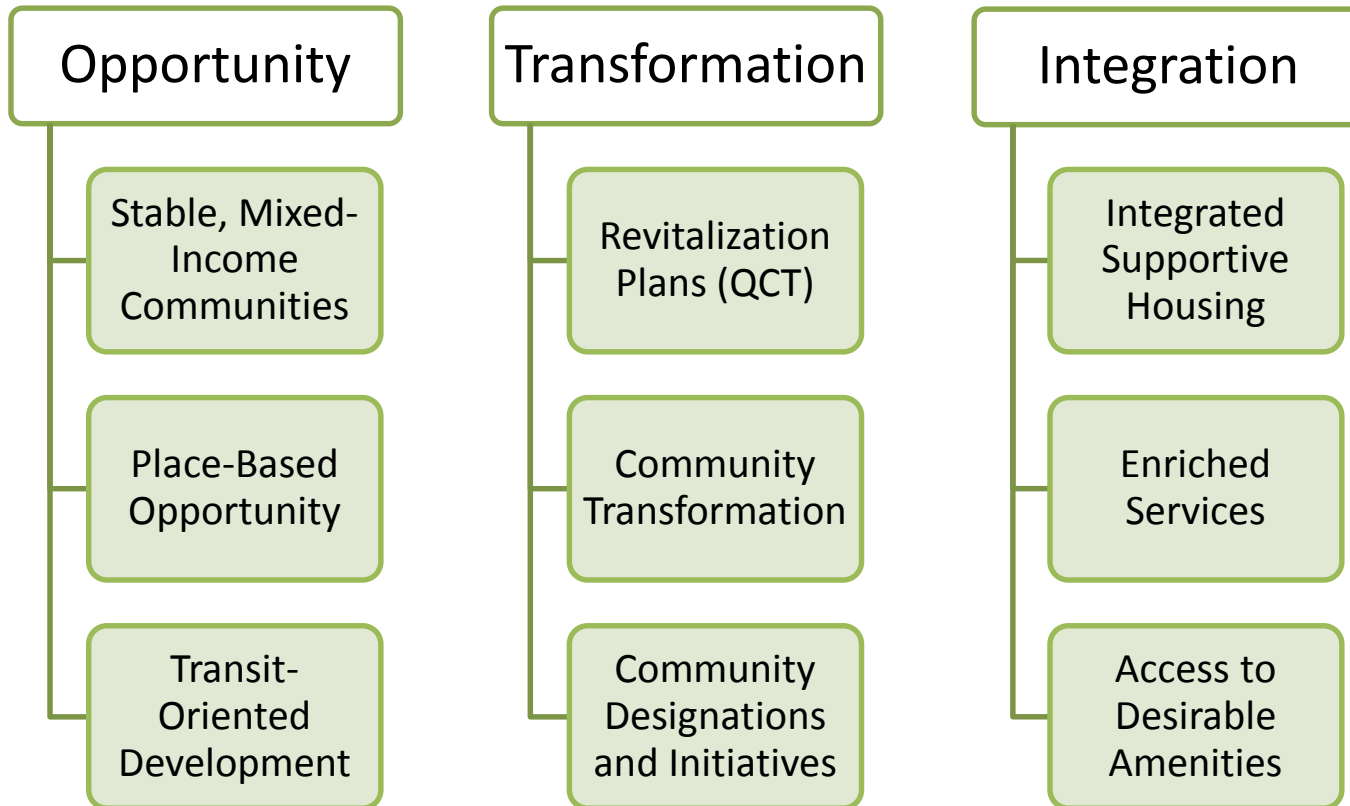 Opportunity
Stable, Mixed-
Income
Communities
Place-Based
Opportunity
Transit-
Oriented
Development
Transformation
Revitalization
Plans (QCT)
Community
Transformation
Community
Designations
and Initiatives
Integration
Integrated
Supportive
Housing
Enriched
Services
Access to
Desirable
Amenities